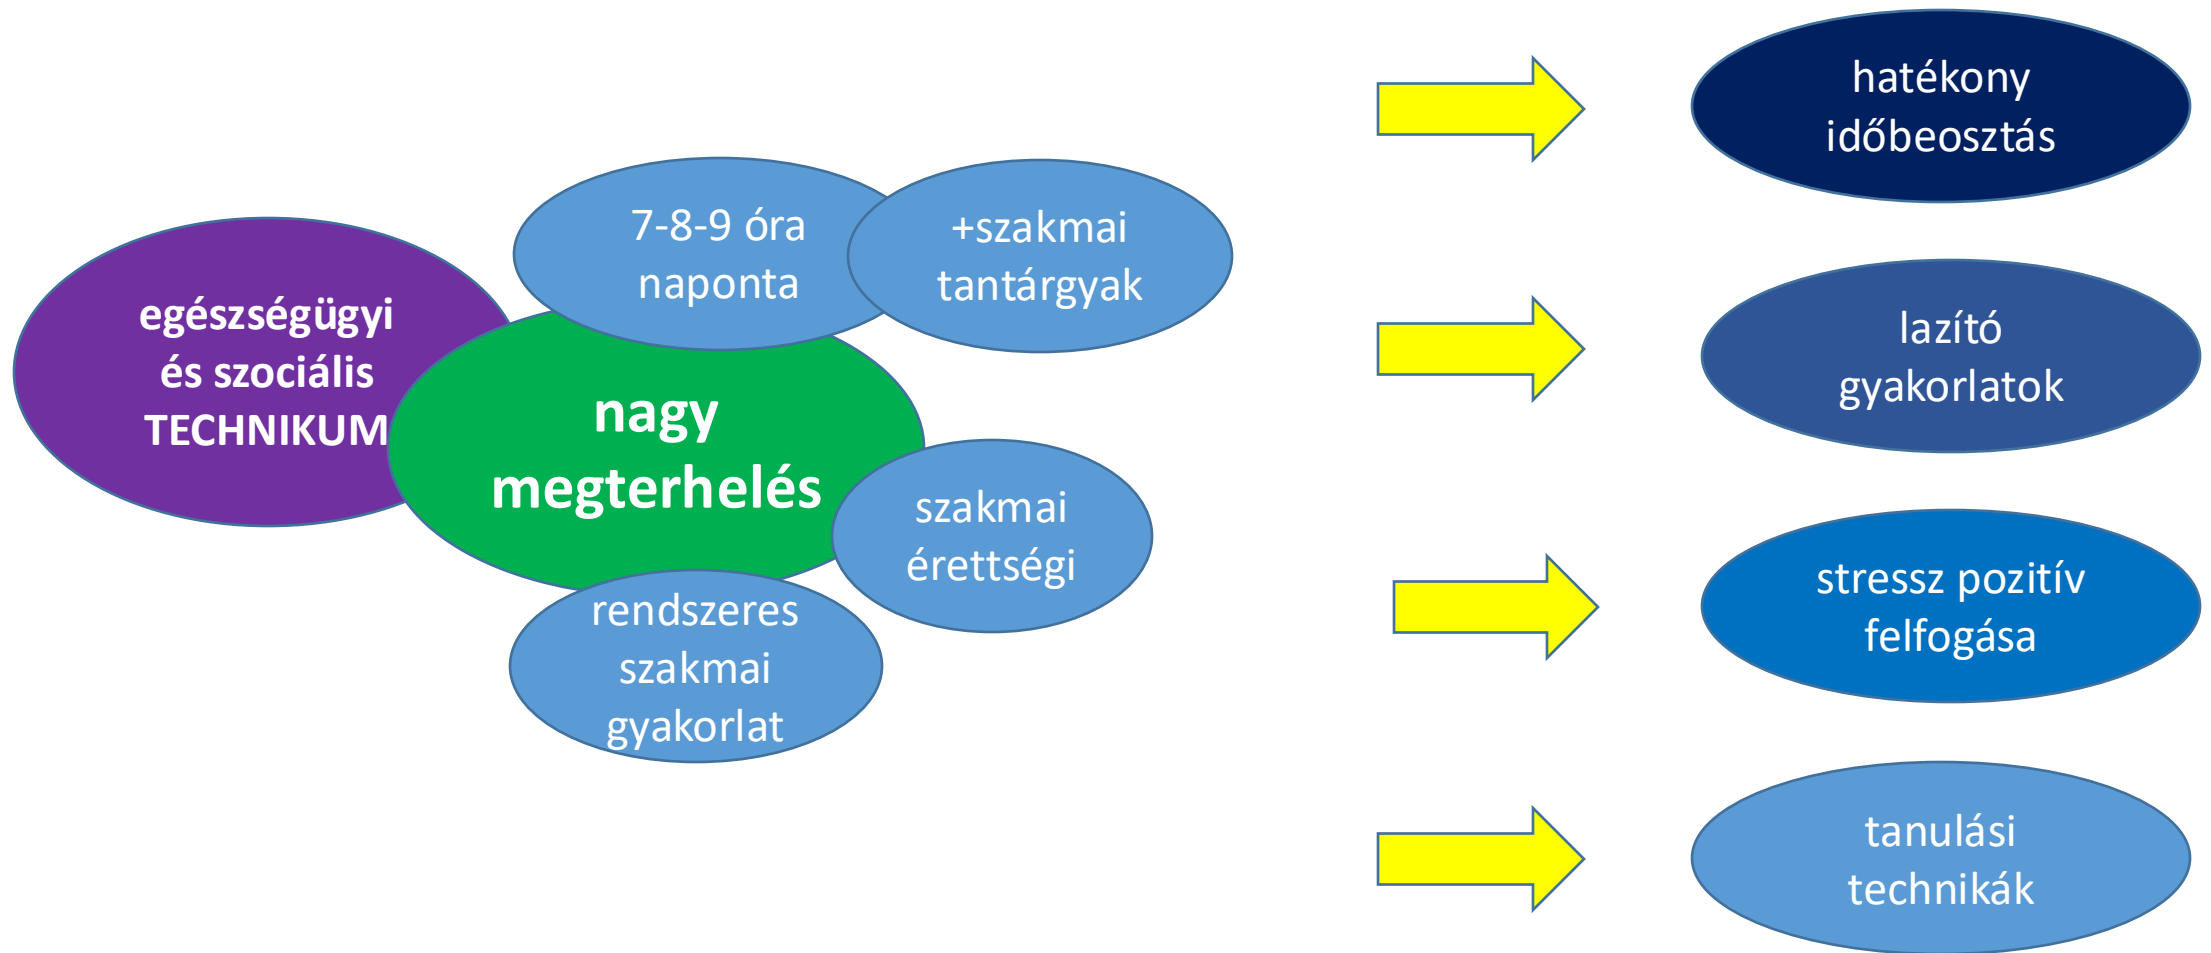 egészségügyi
és szociális
TECHNIKUM
nagy
megterhelés
7-8-9 óra
naponta
+szakmai
tantárgyak
szakmai
érettségi
rendszeres
szakmai
gyakorlat
hatékony
időbeosztás
lazító
gyakorlatok
stressz pozitív
felfogása
tanulási
technikák